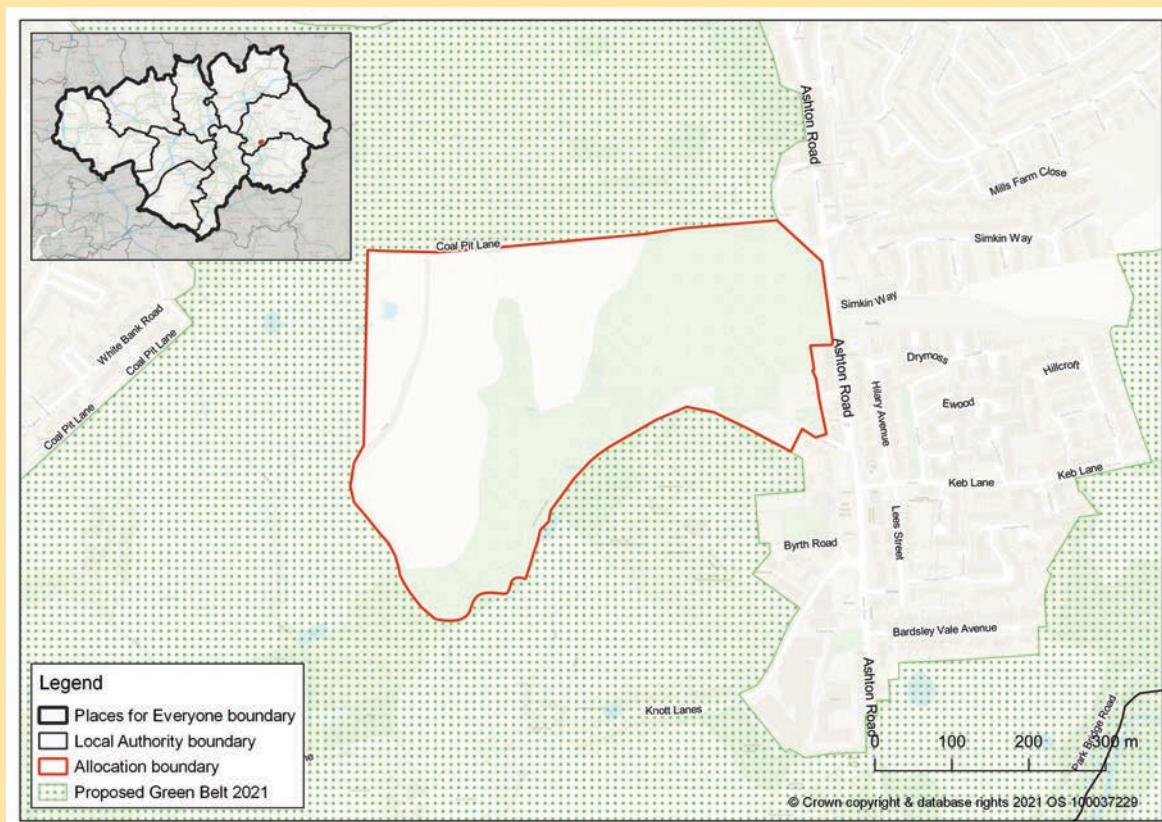 Coal Pit Lane
Ashton Road
Mills Farm Close
Simkin Way
White Bank Road
Coal Pit Lane
Coal Pit Lane
Simkin Way
Ashton Road
Drymoss
Hillcroft
Hilary Avenue
Ewood
Keb Lane
Keb Lane
Lees Street
Byrth Road
Bardsley Vale Avenue
Ashton Road
Knott Lanes
Park Bridge Road
Legend
Places for Everyone boundary
Local Authority boundary
Allocation boundary
Proposed Green Belt 2021
0 100 200 300 m
© Crown copyright & database rights 2021 OS 100037229